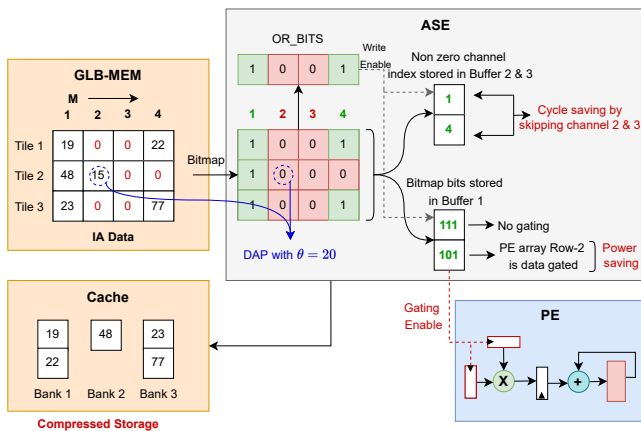 GLB-MEM
M
1 2 3 4
Tile 1 19 0 0 22
Tile 2 48 15 0 0
Tile 3 23 0 0 77
IA Data
Bitmap
ASE
OR_BITS
1 0 0 1
Write
Enable
1 2 3 4
1 0 0 1
1 0 0 0
1 0 0 1
DAP with θ = 20
Non zero channel
index stored in Buffer 2 & 3
1
4
Cycle saving by
skipping channel 2 & 3
Bitmap bits stored
in Buffer 1
111
No gating
101
PE array Row-2
is data gated
Power
saving
Cache
19 48 23
22 77
Bank 1 Bank 2 Bank 3
Compressed Storage
Gating
Enable
PE
X
+